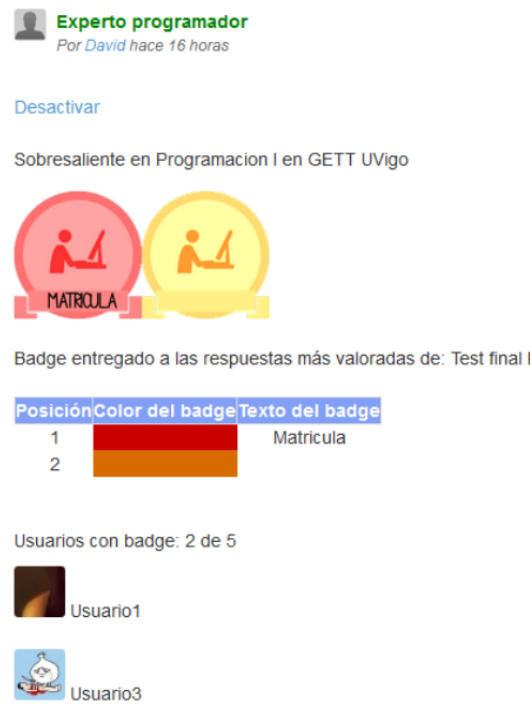 Experto programador
Por David hace 16 horas
Desactivar
Sobresaliente en Programacion I en GETT UVigo
MATRICULA
Badge entregado a las respuestas más valoradas de: Test final
Posición Color del badge Texto del badge
1 Matricula
2
Usuarios con badge: 2 de 5
Usuario1
Usuario3